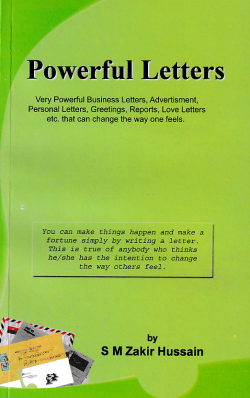 Powerful Letters
Very Powerful Business Letters, Advertisment,
Personal Letters, Greetings, Reports, Love Letters
etc. that can change the way one feels.
You can make things happen and make a
fortune simply by writing a letter.
This is true of anybody who thinks
he/she has the intention to change
the way others feel.
by
S M Zakir Hussain